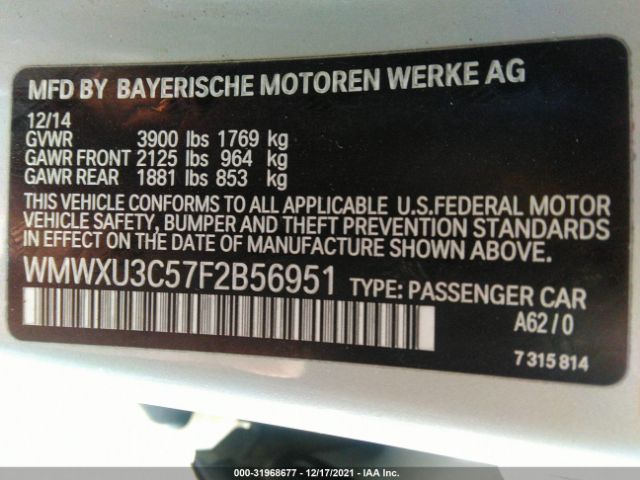 MFD BY BAYERISCHE MOTOREN WERKE AG
12/14
GVWR 3900 lbs 1769 kg
GAWR FRONT 2125 lbs 964 kg
GAWR REAR 1881 lbs 853 kg
THIS VEHICLE CONFORMS TO ALL APPLICABLE U.S.FEDERAL MOTOR
VEHICLE SAFETY, BUMPER AND THEFT PREVENTION STANDARDS
IN EFFECT ON THE DATE OF MANUFACTURE SHOWN ABOVE.
WMWXU3C57F2B56951 TYPE: PASSENGER CAR
A62/0
7 315 814
000-31968677 - 12/17/2021 - IAA Inc.